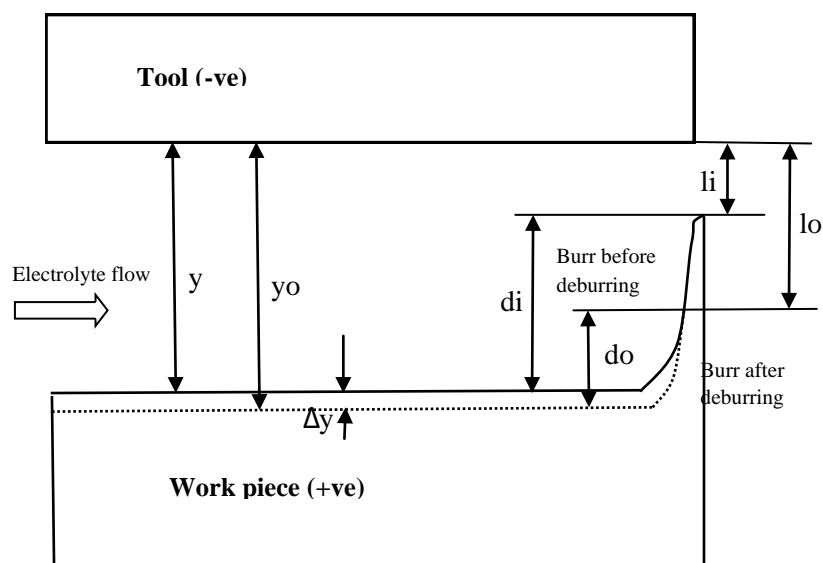 Tool (-ve)
li
lo
Electrolyte flow
y
yo
di
Burr before
deburring
do
Burr after
deburring
Δy
Work piece (+ve)